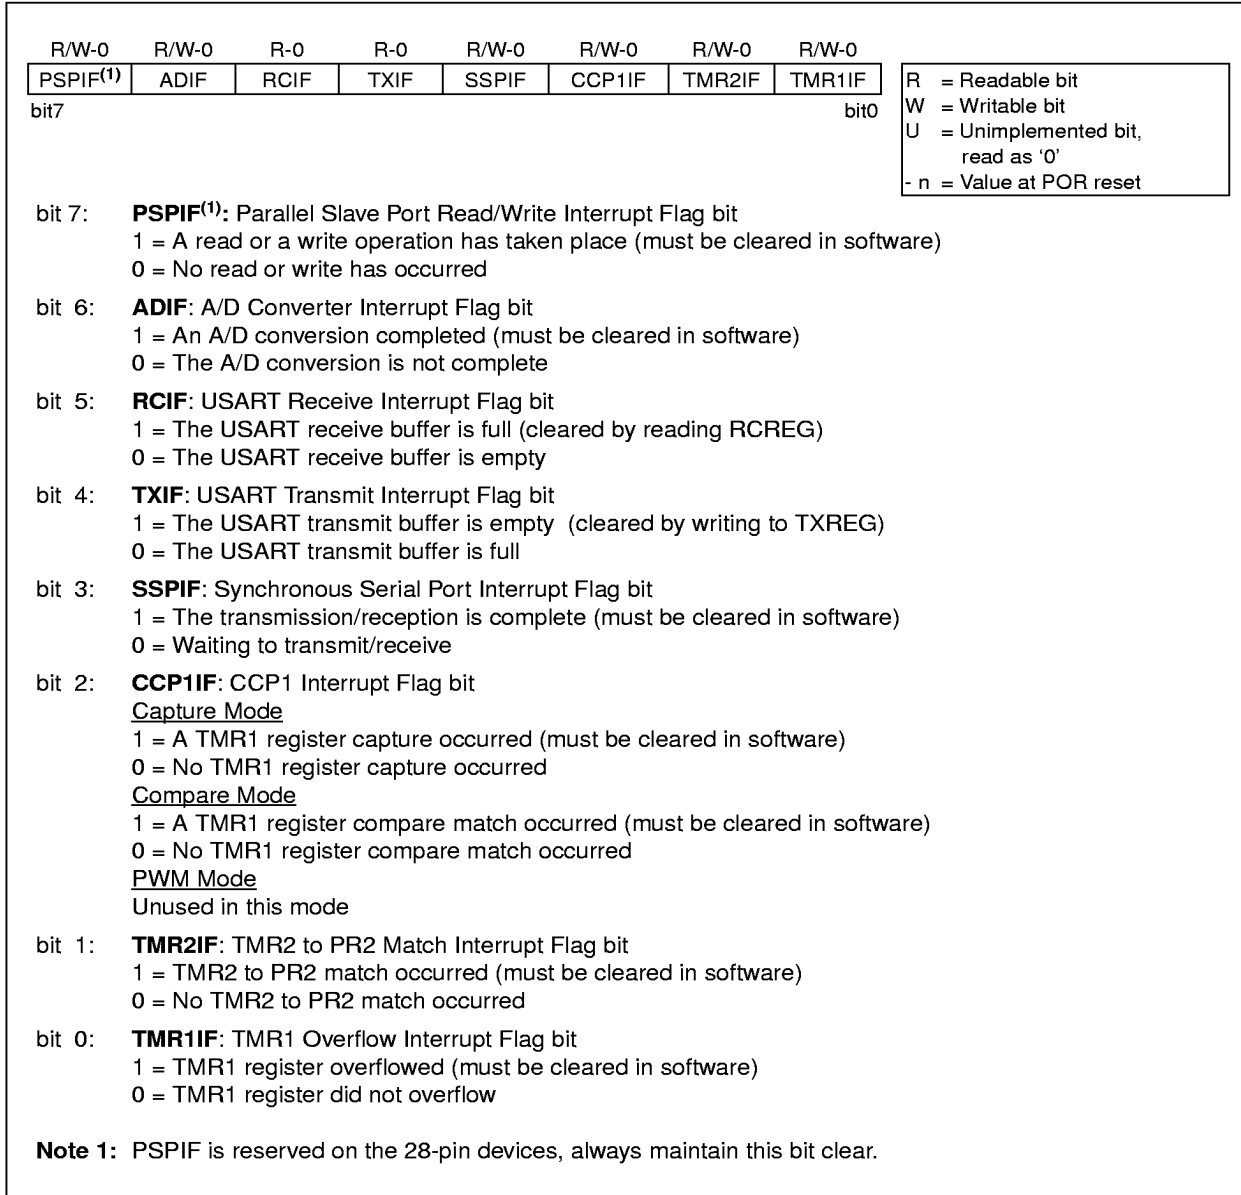 R/W-0 R/W-0 R-0 R-0 R/W-0 R/W-0 R/W-0 R/W-0
PSPIF(1) ADIF RCIF TXIF SSPIF CCP1IF TMR2IF TMR1IF
bit7 bit0
R = Readable bit
W = Writable bit
U = Unimplemented bit,
read as ‘0’
- n = Value at POR reset
bit 7: PSPIF(1): Parallel Slave Port Read/Write Interrupt Flag bit
1 = A read or a write operation has taken place (must be cleared in software)
0 = No read or write has occurred
bit 6: ADIF: A/D Converter Interrupt Flag bit
1 = An A/D conversion completed (must be cleared in software)
0 = The A/D conversion is not complete
bit 5: RCIF: USART Receive Interrupt Flag bit
1 = The USART receive buffer is full (cleared by reading RCREG)
0 = The USART receive buffer is empty
bit 4: TXIF: USART Transmit Interrupt Flag bit
1 = The USART transmit buffer is empty (cleared by writing to TXREG)
0 = The USART transmit buffer is full
bit 3: SSPIF: Synchronous Serial Port Interrupt Flag bit
1 = The transmission/reception is complete (must be cleared in software)
0 = Waiting to transmit/receive
bit 2: CCP1IF: CCP1 Interrupt Flag bit
Capture Mode
1 = A TMR1 register capture occurred (must be cleared in software)
0 = No TMR1 register capture occurred
Compare Mode
1 = A TMR1 register compare match occurred (must be cleared in software)
0 = No TMR1 register compare match occurred
PWM Mode
Unused in this mode
bit 1: TMR2IF: TMR2 to PR2 Match Interrupt Flag bit
1 = TMR2 to PR2 match occurred (must be cleared in software)
0 = No TMR2 to PR2 match occurred
bit 0: TMR1IF: TMR1 Overflow Interrupt Flag bit
1 = TMR1 register overflowed (must be cleared in software)
0 = TMR1 register did not overflow
Note 1: PSPIF is reserved on the 28-pin devices, always maintain this bit clear.